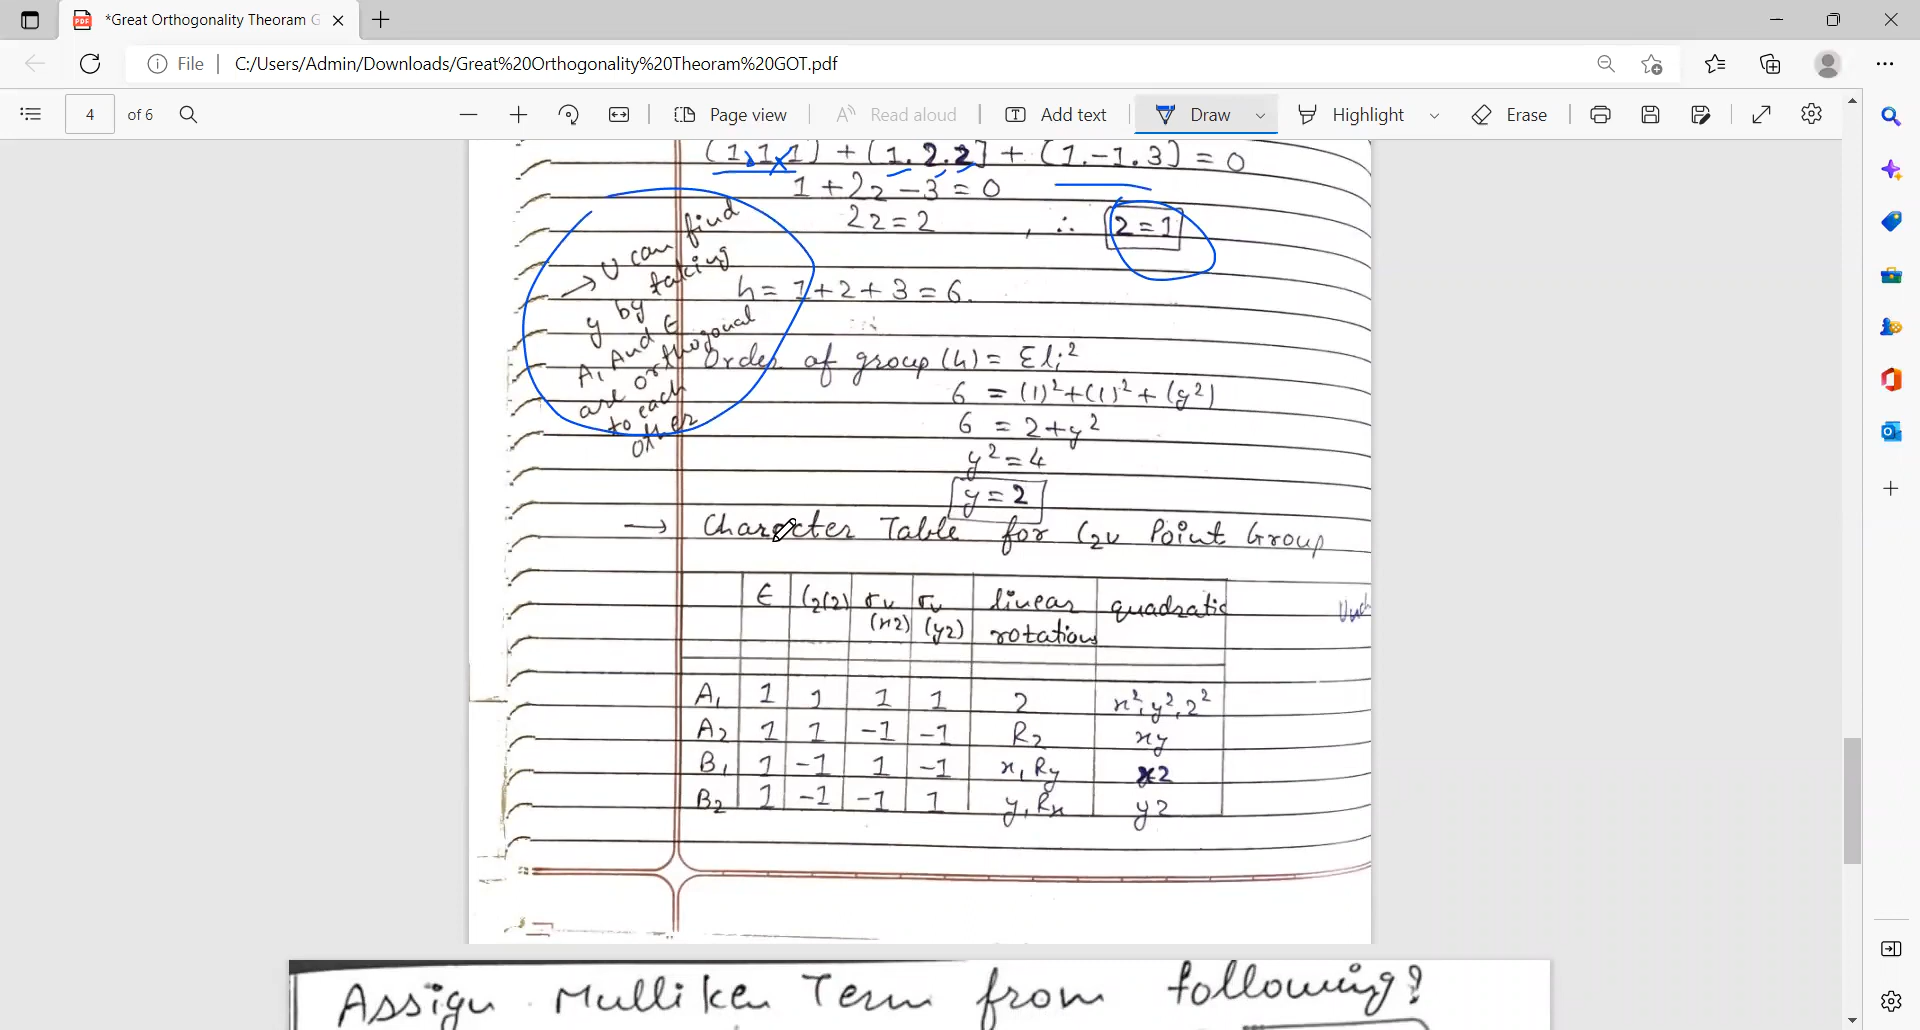 *Great Orthogonality Theoram G
File
C:/Users/Admin/Downloads/Great%20Orthogonality%20Theoram%20GOT.pdf
4 of 6
Page view
Read aloud
Add text
Draw
Highlight
Erase
(1.1.1) + (1.2.z) + (1.-1.3) = 0
1 + 2z - 3 = 0
2z = 2 , ∴ z = 1
→ U can find
y by taking
A1 And E
are orthogonal
to each
other
h = 1 + 2 + 3 = 6.
Order of group (h) = Σli²
6 = (1)² + (1)² + (y²)
6 = 2 + y²
y² = 4
y = 2
→ Character Table for C2v Point Group
E C2(z) σv (xz) σv (yz) linear rotations quadratic
A1 1 1 1 1 z x², y², z²
A2 1 1 -1 -1 Rz xy
B1 1 -1 1 -1 x, Ry xz
B2 1 -1 -1 1 y, Rx yz
Assign Mulliken Term from following?